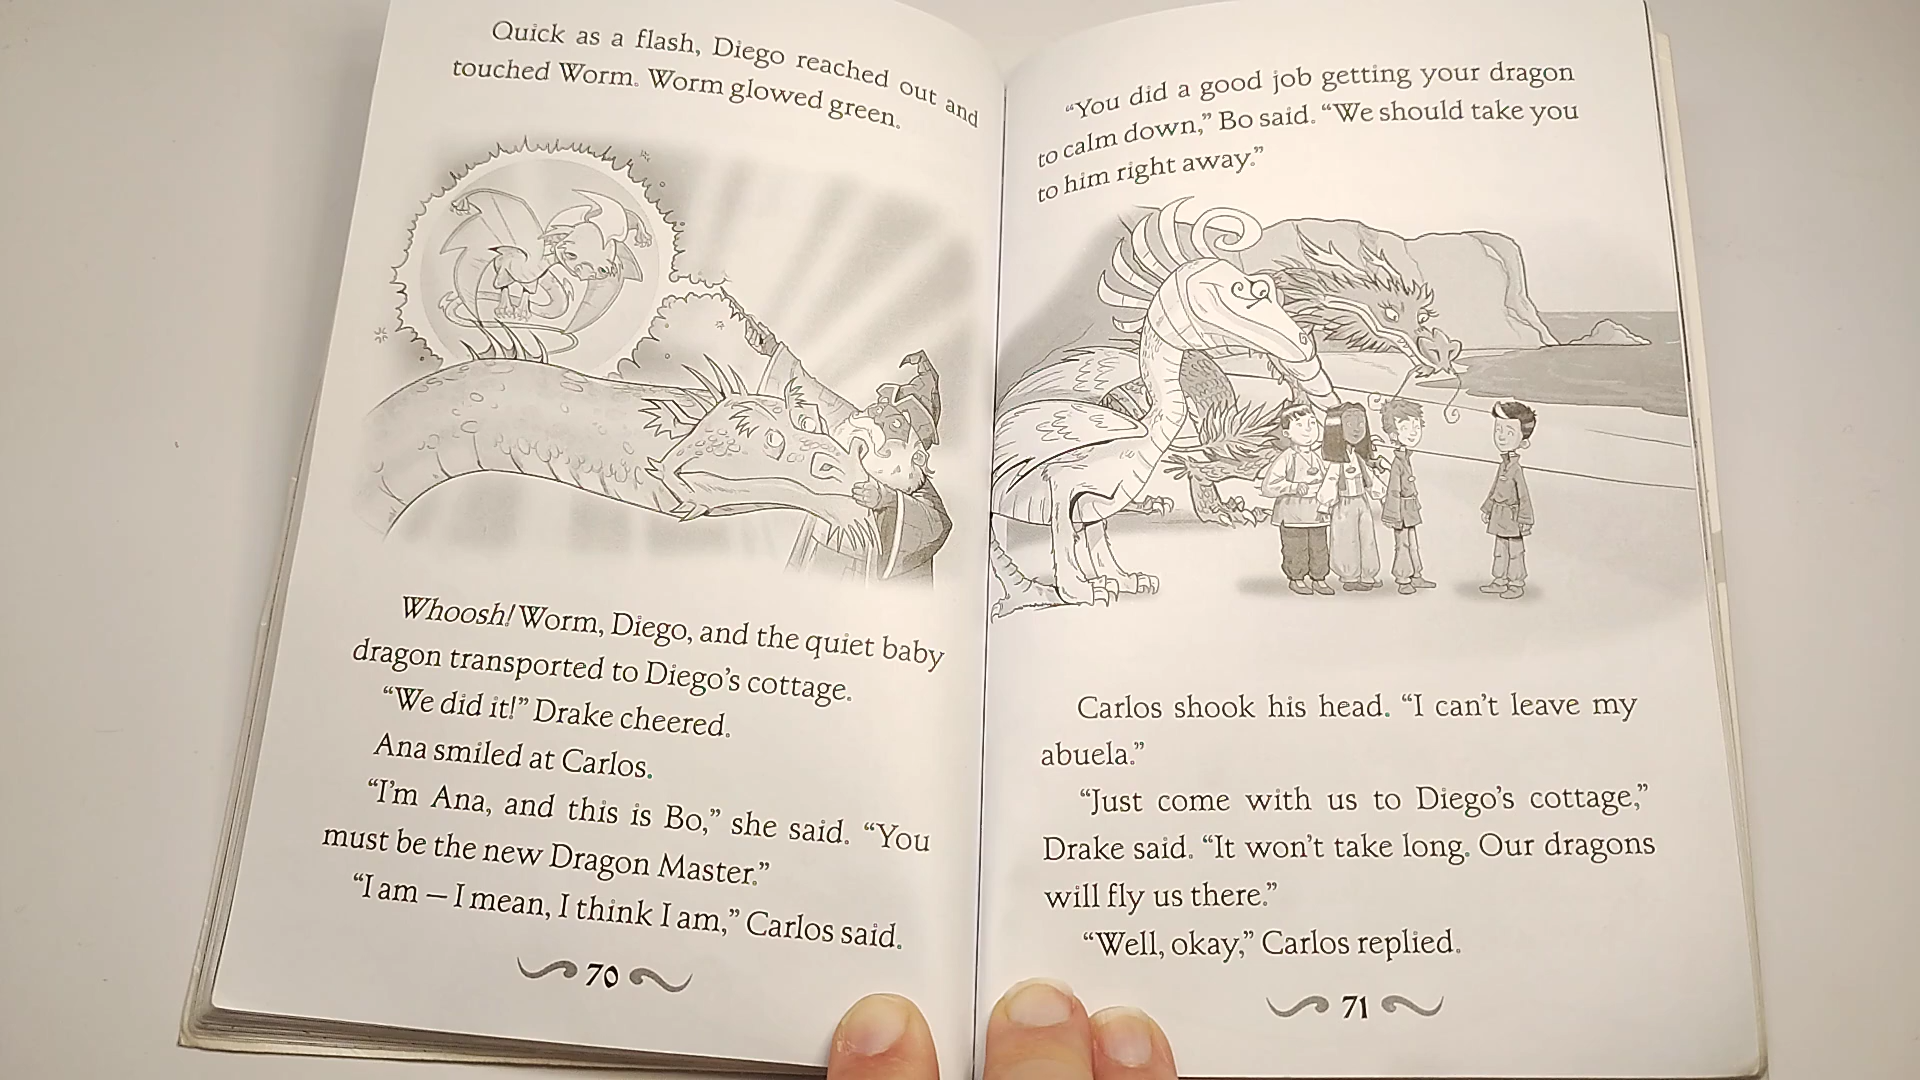 Quick as a flash, Diego reached out and
touched Worm. Worm glowed green.
Whoosh! Worm, Diego, and the quiet baby
dragon transported to Diego's cottage.
“We did it!” Drake cheered.
Ana smiled at Carlos.
“I'm Ana, and this is Bo,” she said. “You
must be the new Dragon Master.”
“I am — I mean, I think I am,” Carlos said.
70
“You did a good job getting your dragon
to calm down,” Bo said. “We should take you
to him right away.”
Carlos shook his head. “I can't leave my
abuela.”
“Just come with us to Diego's cottage,”
Drake said. “It won't take long. Our dragons
will fly us there.”
“Well, okay,” Carlos replied.
71